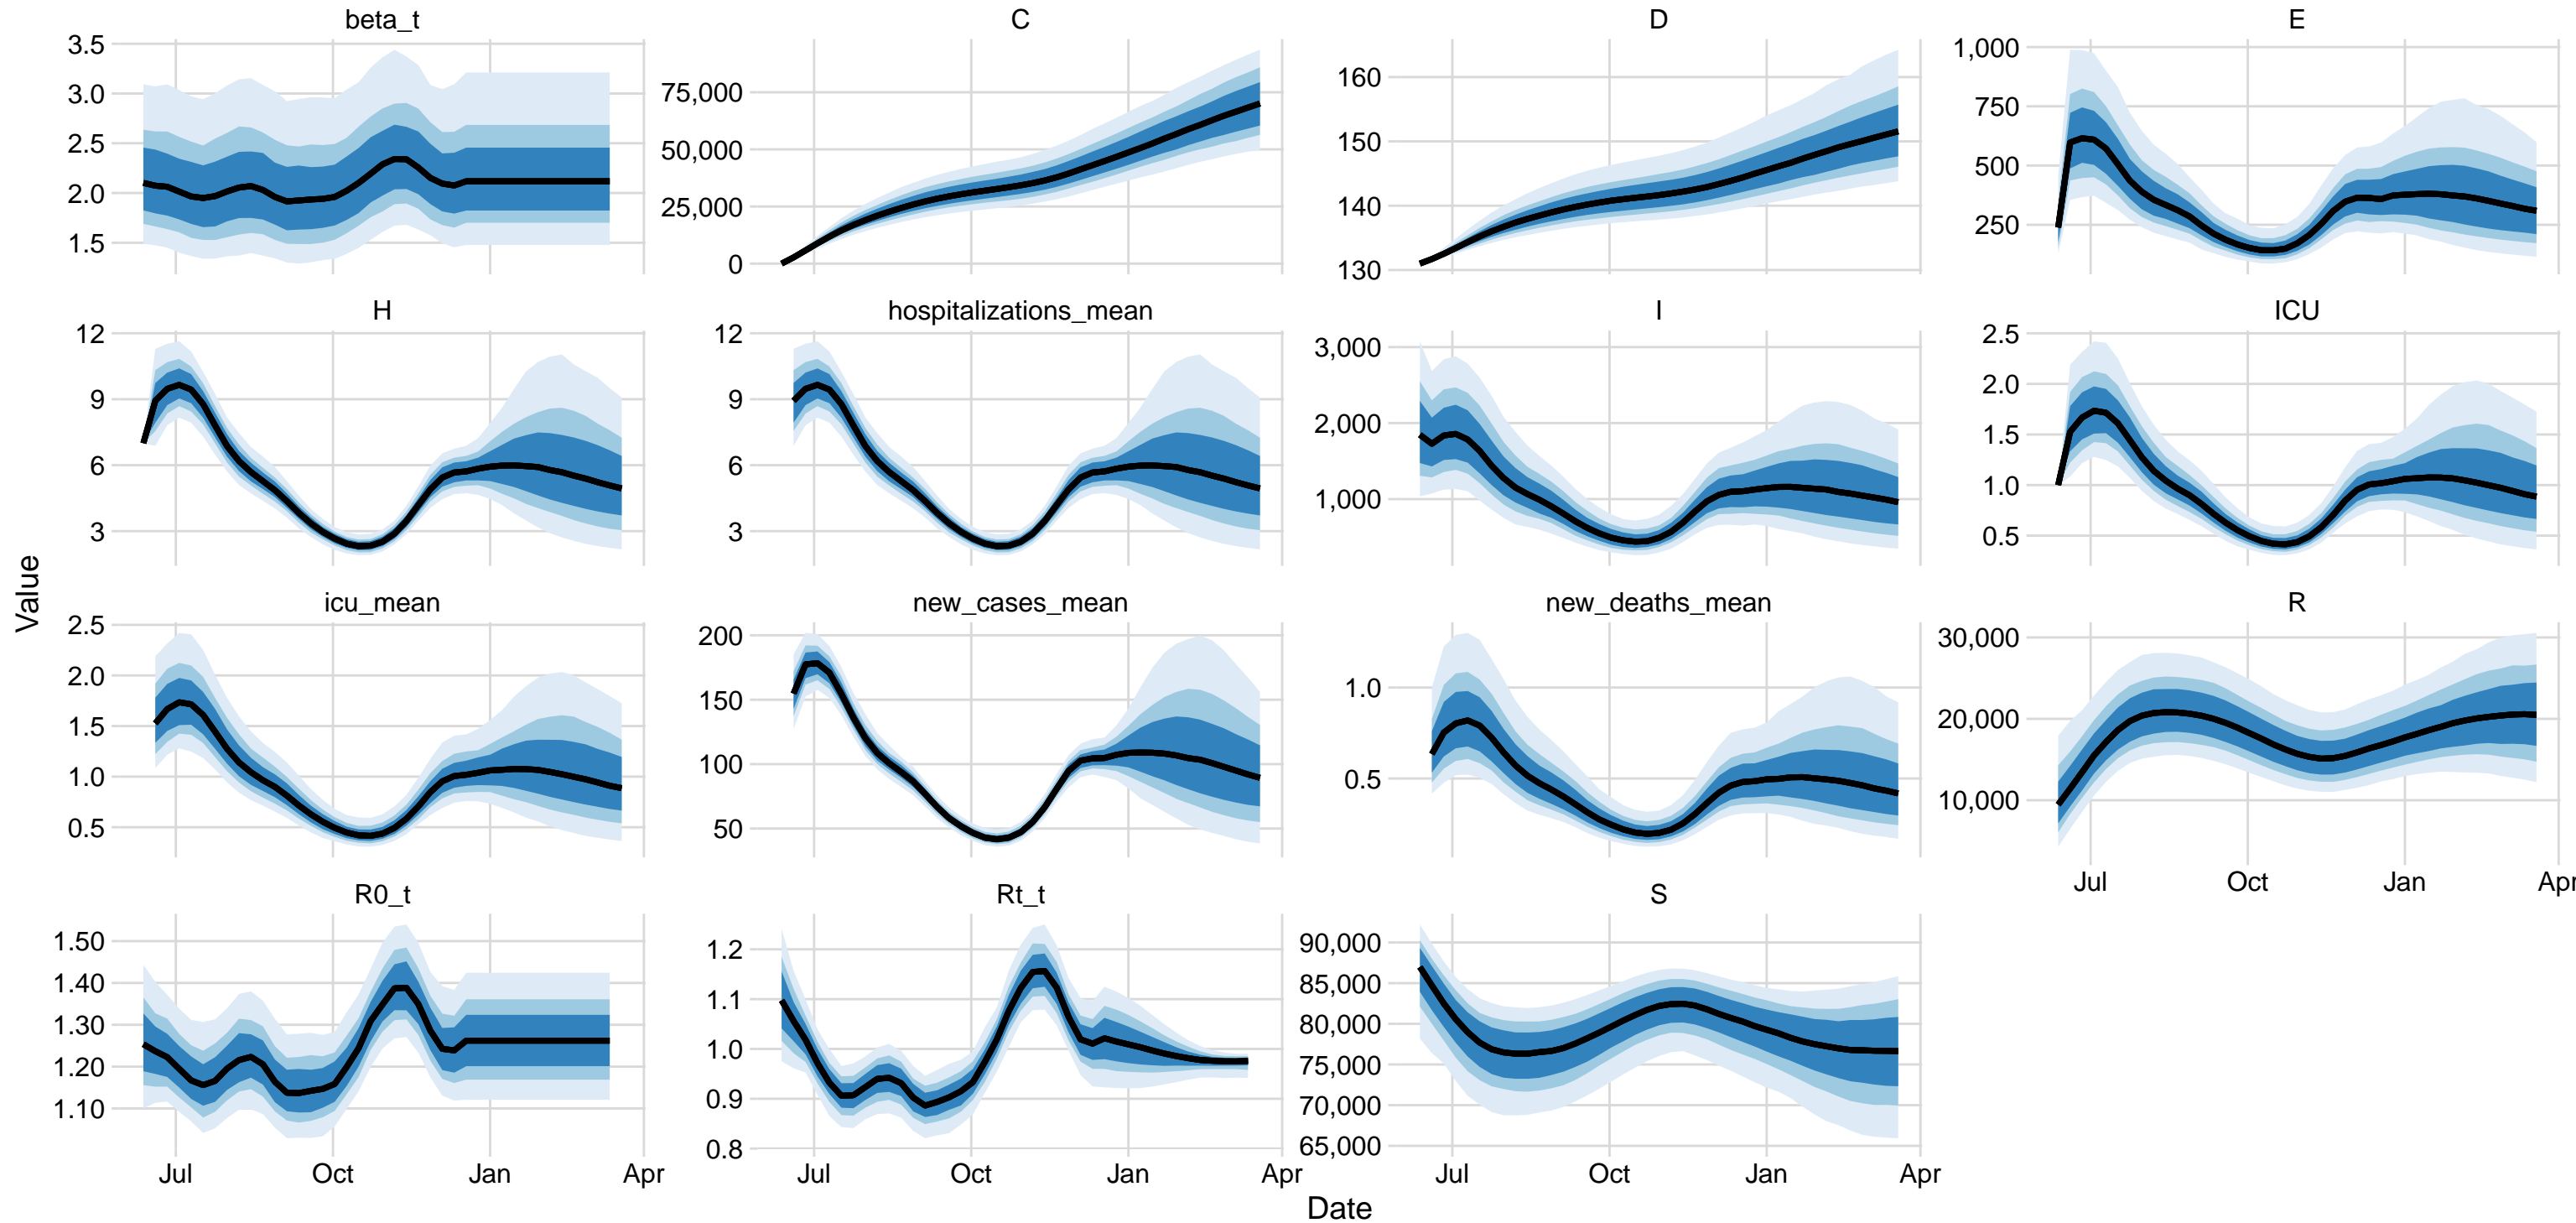 beta_t
C
D
E
3.5
3.0
2.5
2.0
1.5
75,000
50,000
25,000
0
160
150
140
130
1,000
750
500
250
H
hospitalizations_mean
I
ICU
12
9
6
3
12
9
6
3
3,000
2,000
1,000
2.5
2.0
1.5
1.0
0.5
Value
icu_mean
new_cases_mean
new_deaths_mean
R
2.5
2.0
1.5
1.0
0.5
200
150
100
50
1.0
0.5
30,000
20,000
10,000
Jul
Oct
Jan
Apr
R0_t
Rt_t
S
1.50
1.40
1.30
1.20
1.10
1.2
1.1
1.0
0.9
0.8
90,000
85,000
80,000
75,000
70,000
65,000
Jul
Oct
Jan
Apr
Jul
Oct
Jan
Apr
Jul
Oct
Jan
Apr
Date